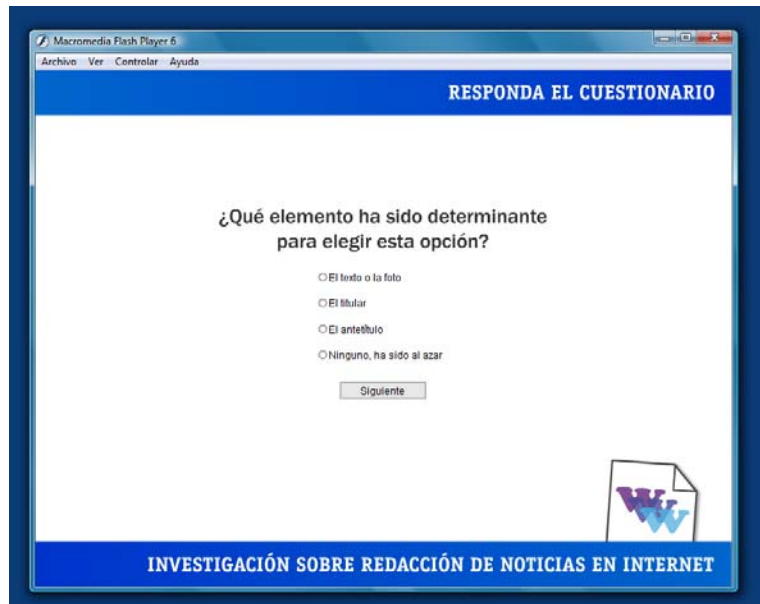 Macromedia Flash Player 6
Archivo Ver Controlar Ayuda
RESPONDA EL CUESTIONARIO
¿Qué elemento ha sido determinante
para elegir esta opción?
El texto o la foto
El titular
El antetítulo
Ninguno, ha sido al azar
Siguiente
WWW
INVESTIGACIÓN SOBRE REDACCIÓN DE NOTICIAS EN INTERNET